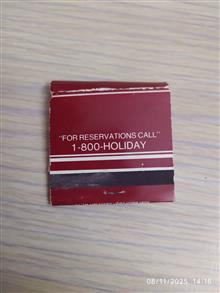 "FOR RESERVATIONS CALL"
1-800-HOLIDAY
08/11/2025 14:16